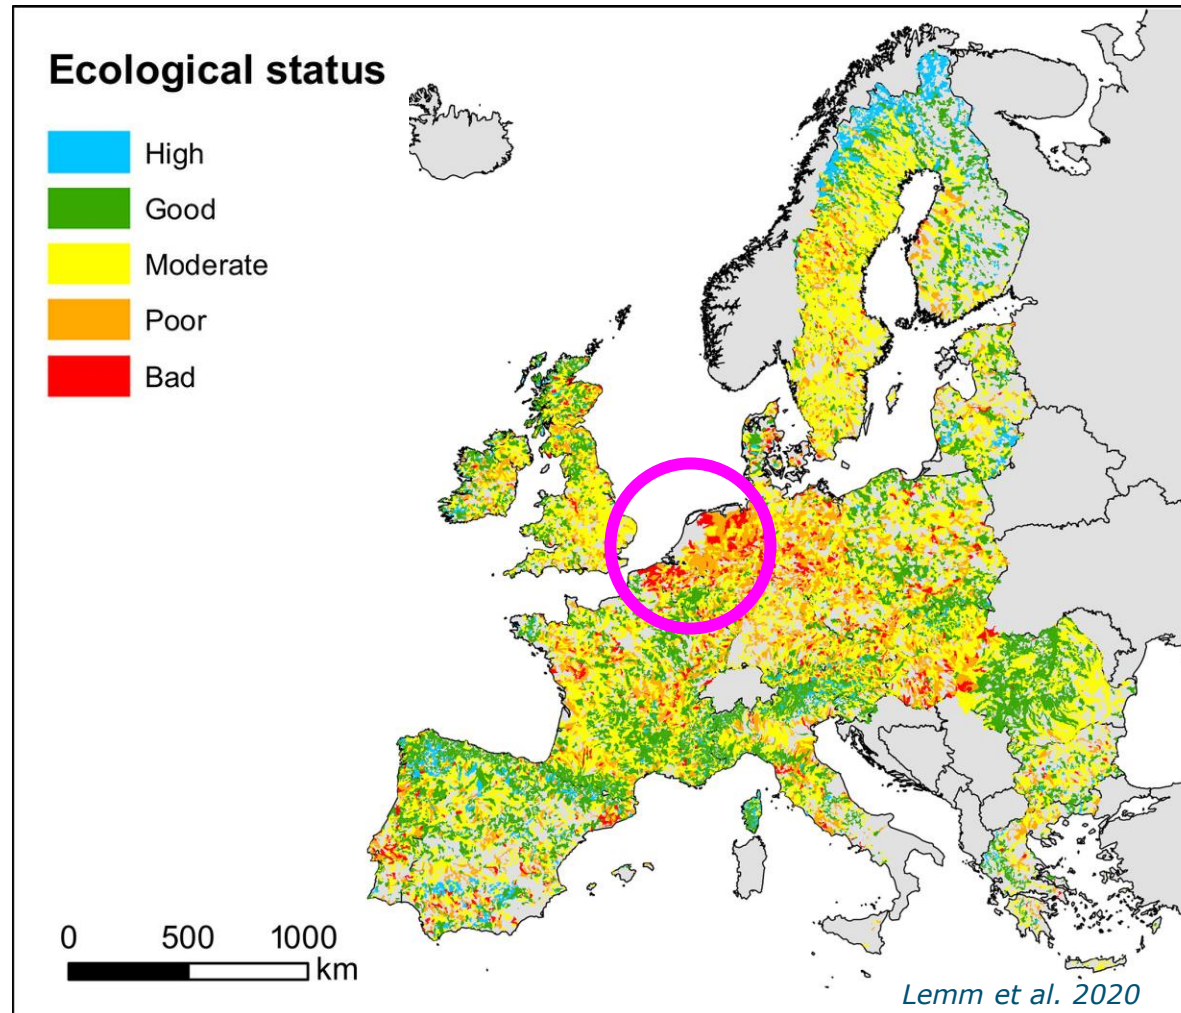 Ecological status
High
Good
Moderate
Poor
Bad
0 500 1000
km
Lemm et al. 2020